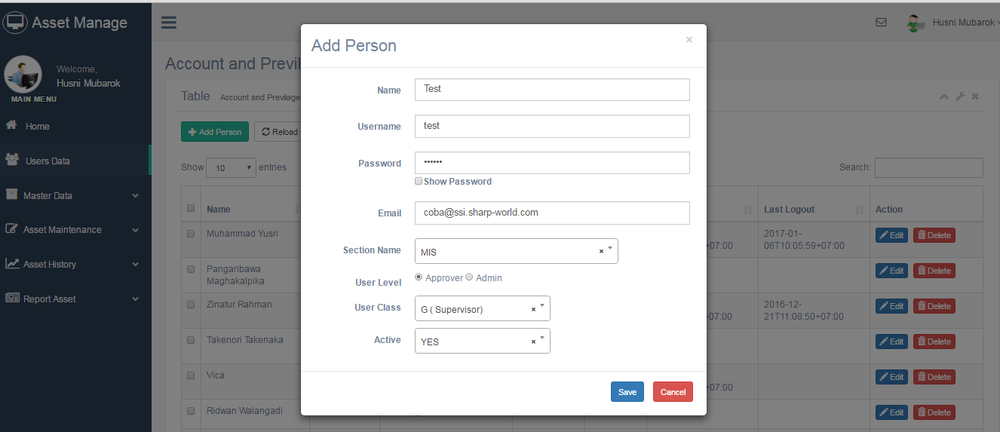 Asset Manage
Husni Mubarok
Welcome,
Husni Mubarok
MAIN MENU
Home
Users Data
Master Data
Asset Maintenance
Asset History
Report Asset
Account and Previl
Table Account and Previlage
Add Person
Reload
Show 10 entries
Search:
Name
Last Logout
Action
Muhammad Yusri
+07:00
2017-01-
06T10:05:59+07:00
Edit Delete
Pangaribawa
Maghakalpika
Edit Delete
Zinatur Rahman
+07:00
2016-12-
21T11:08:50+07:00
Edit Delete
Takenori Takenaka
Edit Delete
Vica
+07:00
Edit Delete
Ridwan Walangadi
Edit Delete
Add Person
×
Name Test
Username test
Password ••••••
Show Password
Email coba@ssi.sharp-world.com
Section Name MIS ×
User Level Approver Admin
User Class G ( Supervisor) ×
Active YES ×
Save Cancel